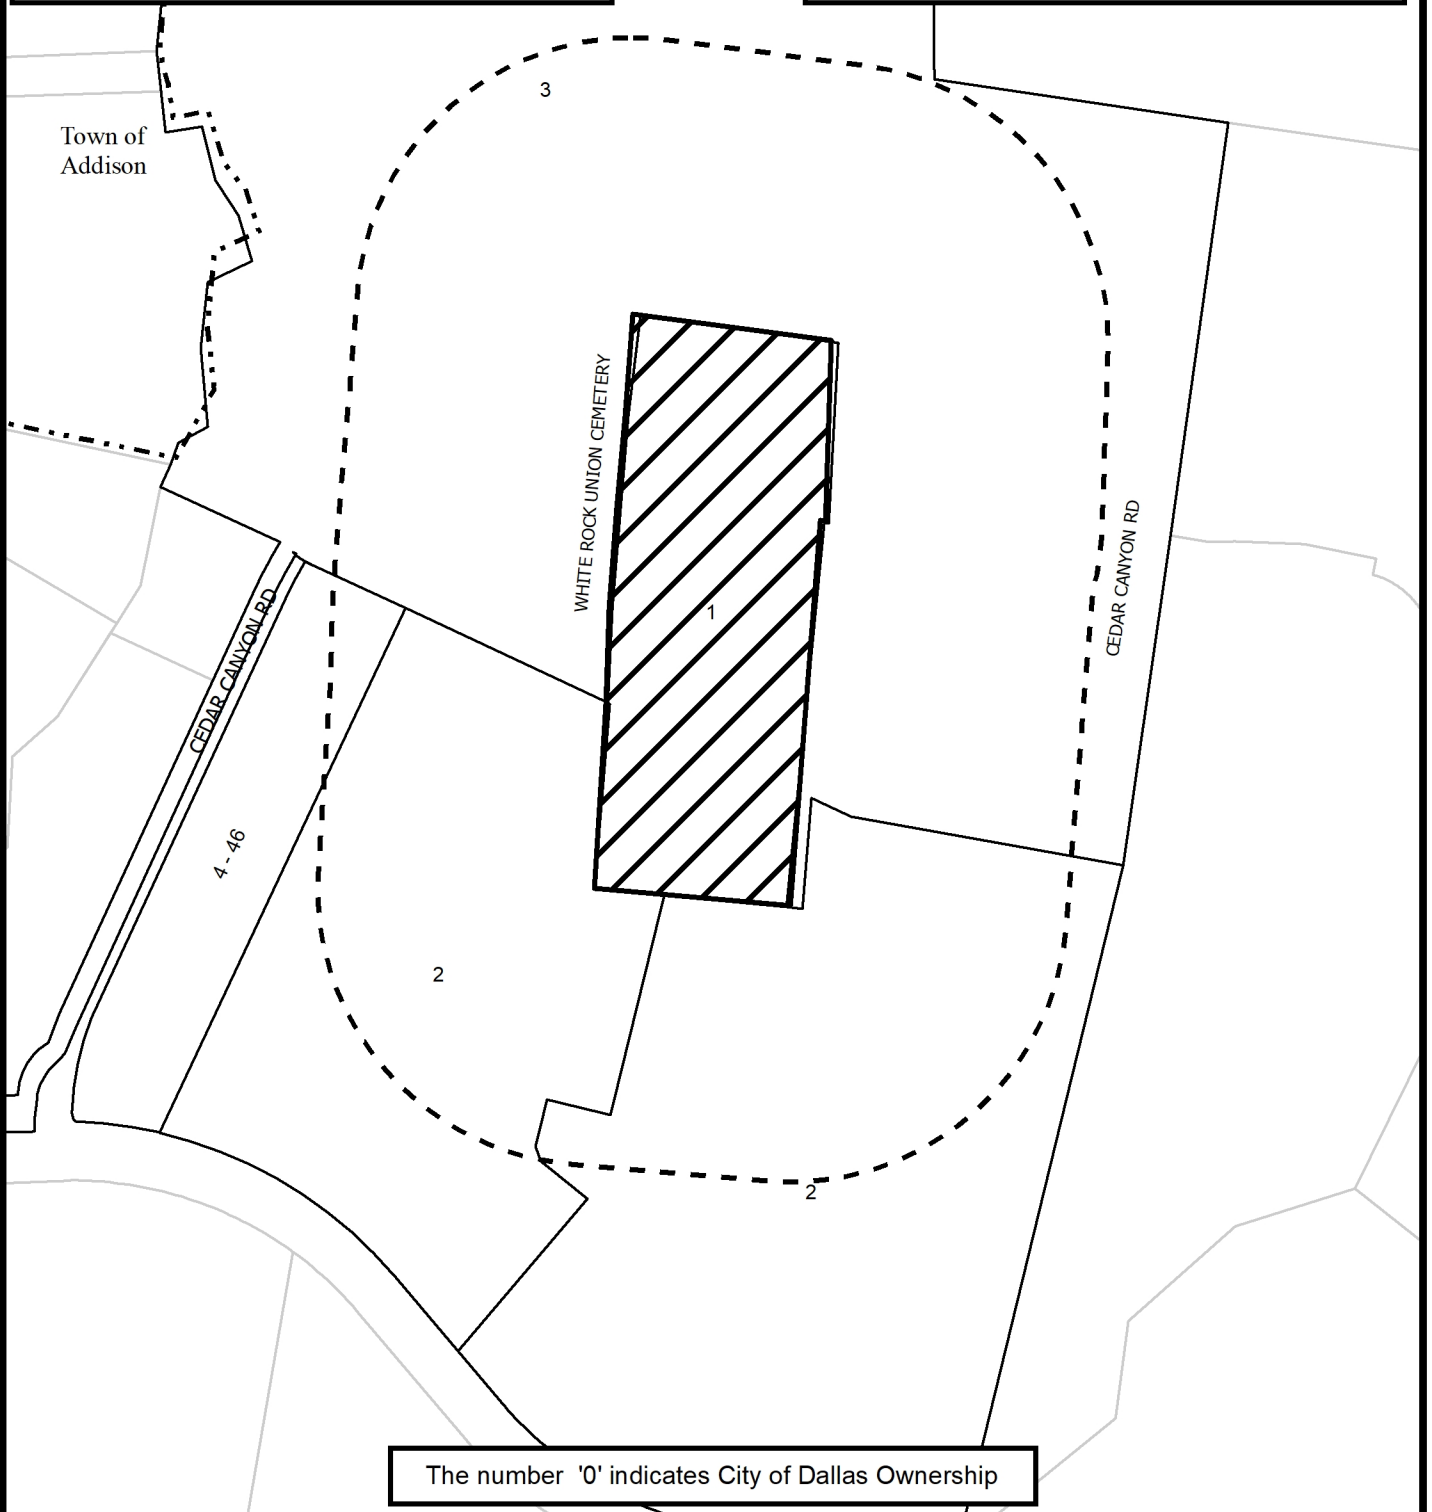 3
Town of
Addison
WHITE ROCK UNION CEMETERY
CEDAR CANYON RD
1
CEDAR CANYON RD
4 - 46
2
2
The number '0' indicates City of Dallas Ownership